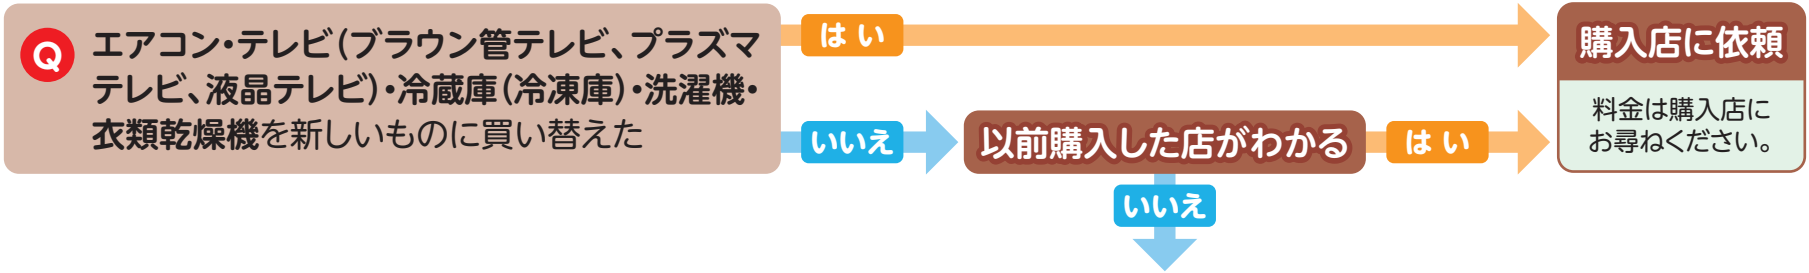 Q
エアコン・テレビ(ブラウン管テレビ、プラズマ
テレビ、液晶テレビ)・冷蔵庫(冷凍庫)・洗濯機・
衣類乾燥機を新しいものに買い替えた
はい
購入店に依頼
料金は購入店に
お尋ねください。
いいえ
以前購入した店がわかる
はい
いいえ